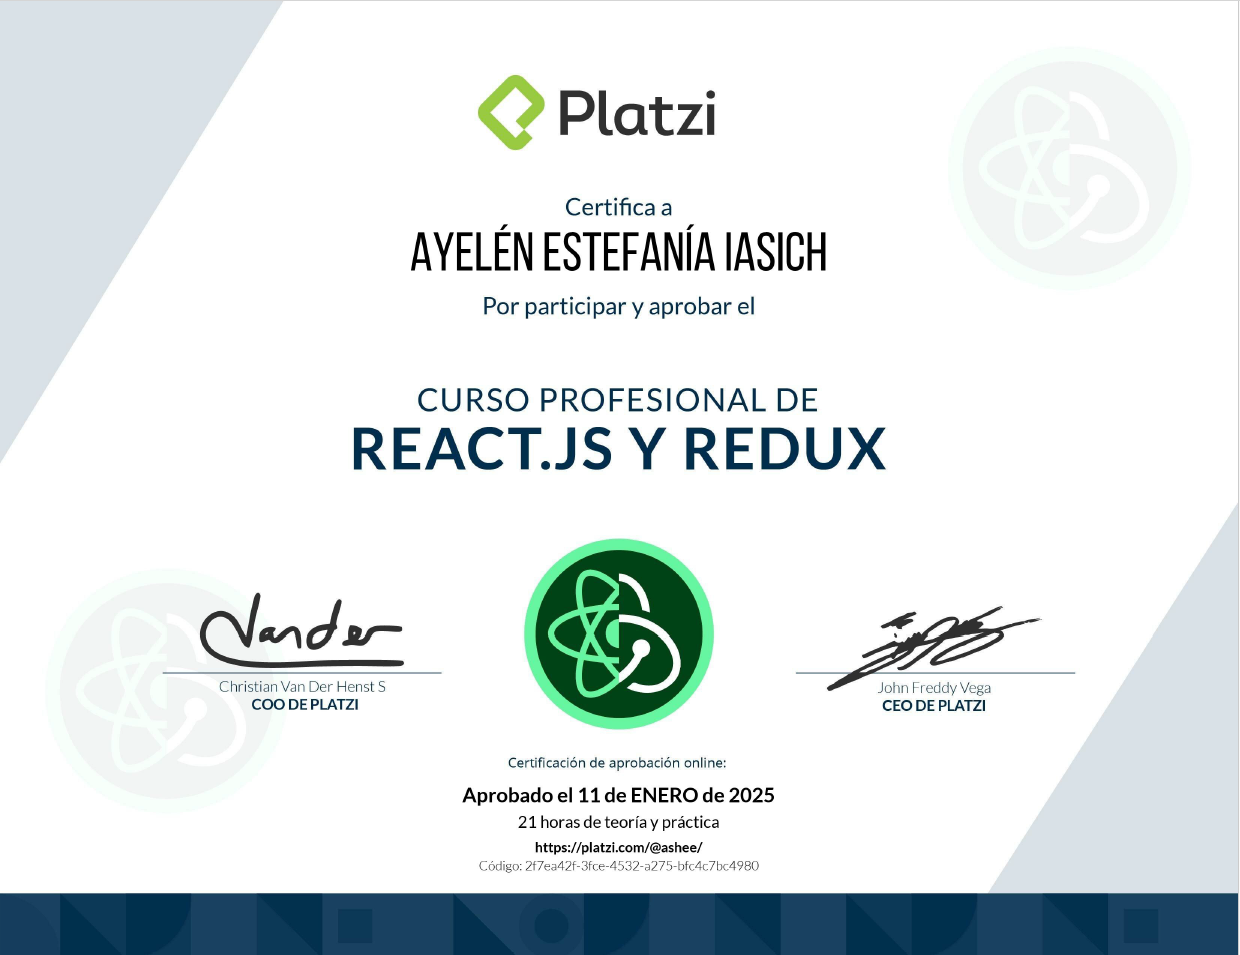 Platzi
Certifica a
AYELÉN ESTEFANÍA IASICH
Por participar y aprobar el
CURSO PROFESIONAL DE
REACT.JS Y REDUX
Vander
Christian Van Der Henst S
COO DE PLATZI
John Freddy Vega
CEO DE PLATZI
Certificación de aprobación online:
Aprobado el 11 de ENERO de 2025
21 horas de teoría y práctica
https://platzi.com/@ashee/
Código: 2f7ea42f-3fce-4532-a275-bfc4c7bc4980